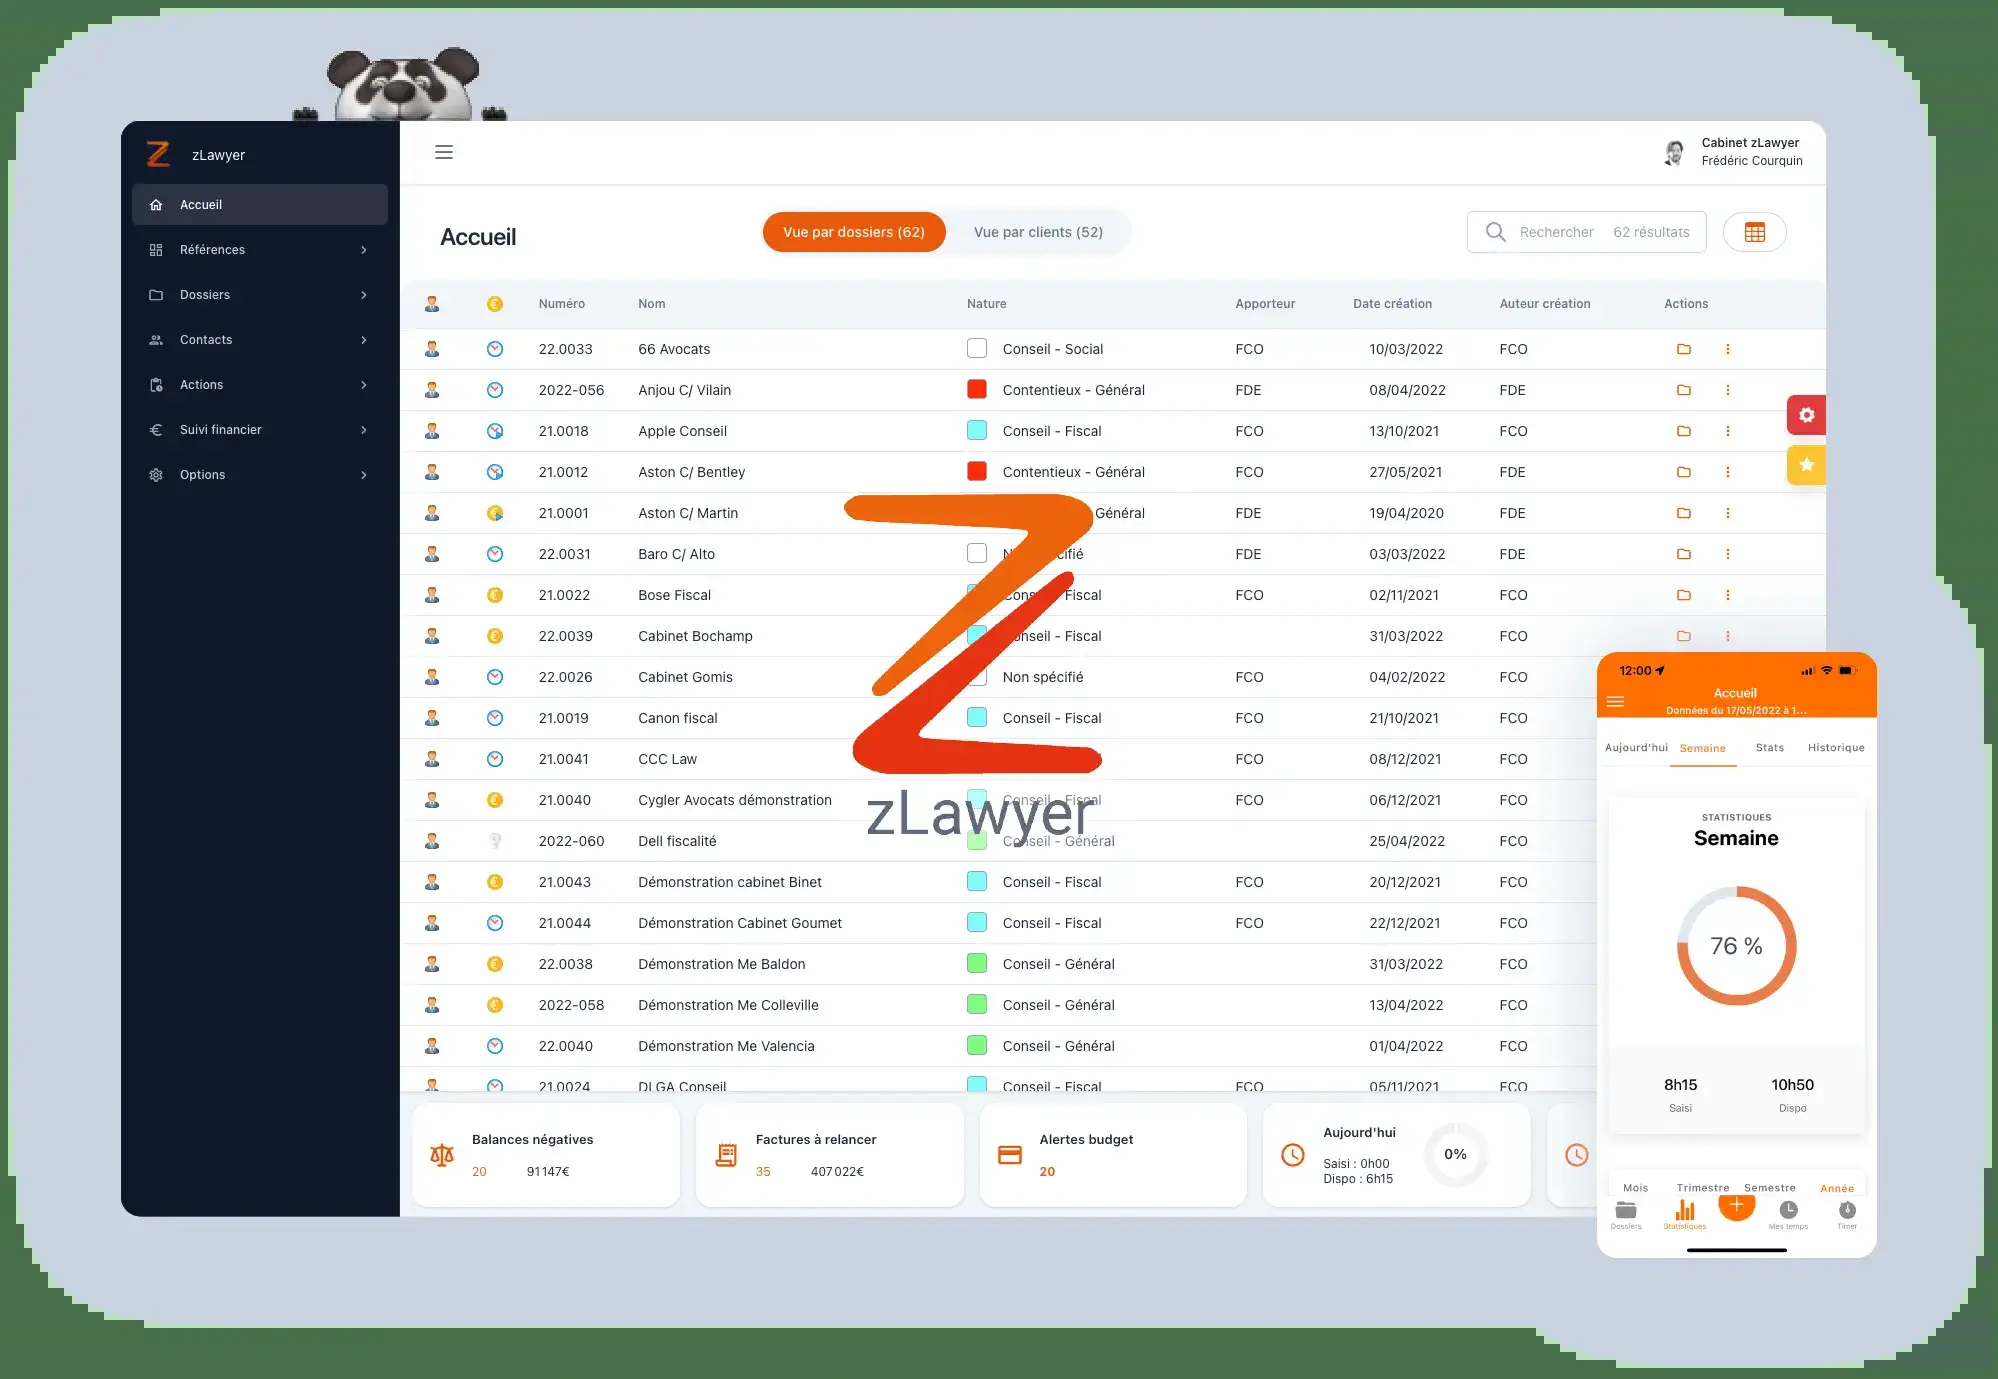 zLawyer
Accueil
Références
Dossiers
Contacts
Actions
Suivi financier
Options
Cabinet zLawyer
Frédéric Courquin
Accueil
Vue par dossiers (62)
Vue par clients (52)
Rechercher 62 résultats
Numéro Nom Nature Apporteur Date création Auteur création Actions
22.0033 66 Avocats Conseil - Social FCO 10/03/2022 FCO
2022-056 Anjou C/ Vilain Contentieux - Général FDE 08/04/2022 FDE
21.0018 Apple Conseil Conseil - Fiscal FCO 13/10/2021 FCO
21.0012 Aston C/ Bentley Contentieux - Général FCO 27/05/2021 FDE
21.0001 Aston C/ Martin Général FDE 19/04/2020 FDE
22.0031 Baro C/ Alto FDE 03/03/2022 FDE
21.0022 Bose Fiscal Fiscal FCO 02/11/2021 FCO
22.0039 Cabinet Bochamp Conseil - Fiscal 31/03/2022 FCO
22.0026 Cabinet Gomis Non spécifié FCO 04/02/2022 FCO
21.0019 Canon fiscal Conseil - Fiscal FCO 21/10/2021 FCO
21.0041 CCC Law FCO 08/12/2021 FCO
21.0040 Cygler Avocats démonstration Conseil - Fiscal FCO 06/12/2021 FCO
zLawyer
2022-060 Dell fiscalité Conseil - Général 25/04/2022 FCO
21.0043 Démonstration cabinet Binet Conseil - Fiscal FCO 20/12/2021 FCO
21.0044 Démonstration Cabinet Goumet Conseil - Fiscal FCO 22/12/2021 FCO
22.0038 Démonstration Me Baldon Conseil - Général 31/03/2022 FCO
2022-058 Démonstration Me Colleville Conseil - Général 13/04/2022 FCO
22.0040 Démonstration Me Valencia Conseil - Général 01/04/2022 FCO
21.0024 DLGA Conseil Conseil - Fiscal FCO 05/11/2021 FCO
Balances négatives
20 91 147€
Factures à relancer
35 407 022€
Alertes budget
20
Aujourd'hui
Saisi : 0h00
Dispo : 6h15
0%
12:00
Accueil
Données du 17/05/2022 à 1...
Aujourd'hui Semaine Stats Historique
STATISTIQUES
Semaine
76 %
8h15 10h50
Saisi Dispo
Mois Trimestre Semestre Année
Dossiers Statistiques Mes temps Timer